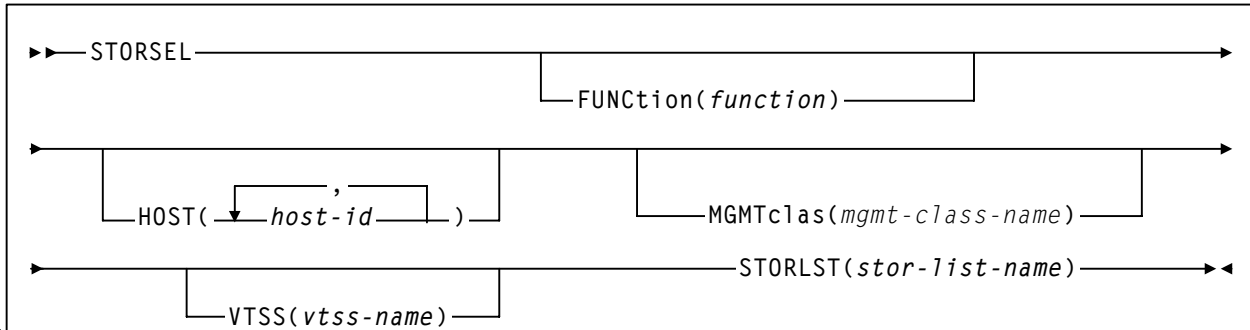 STORSEL
FUNCtion(function)
,
HOST( host-id )
MGMTclas(mgmt-class-name)
STORLST(stor-list-name)
VTSS(vtss-name)